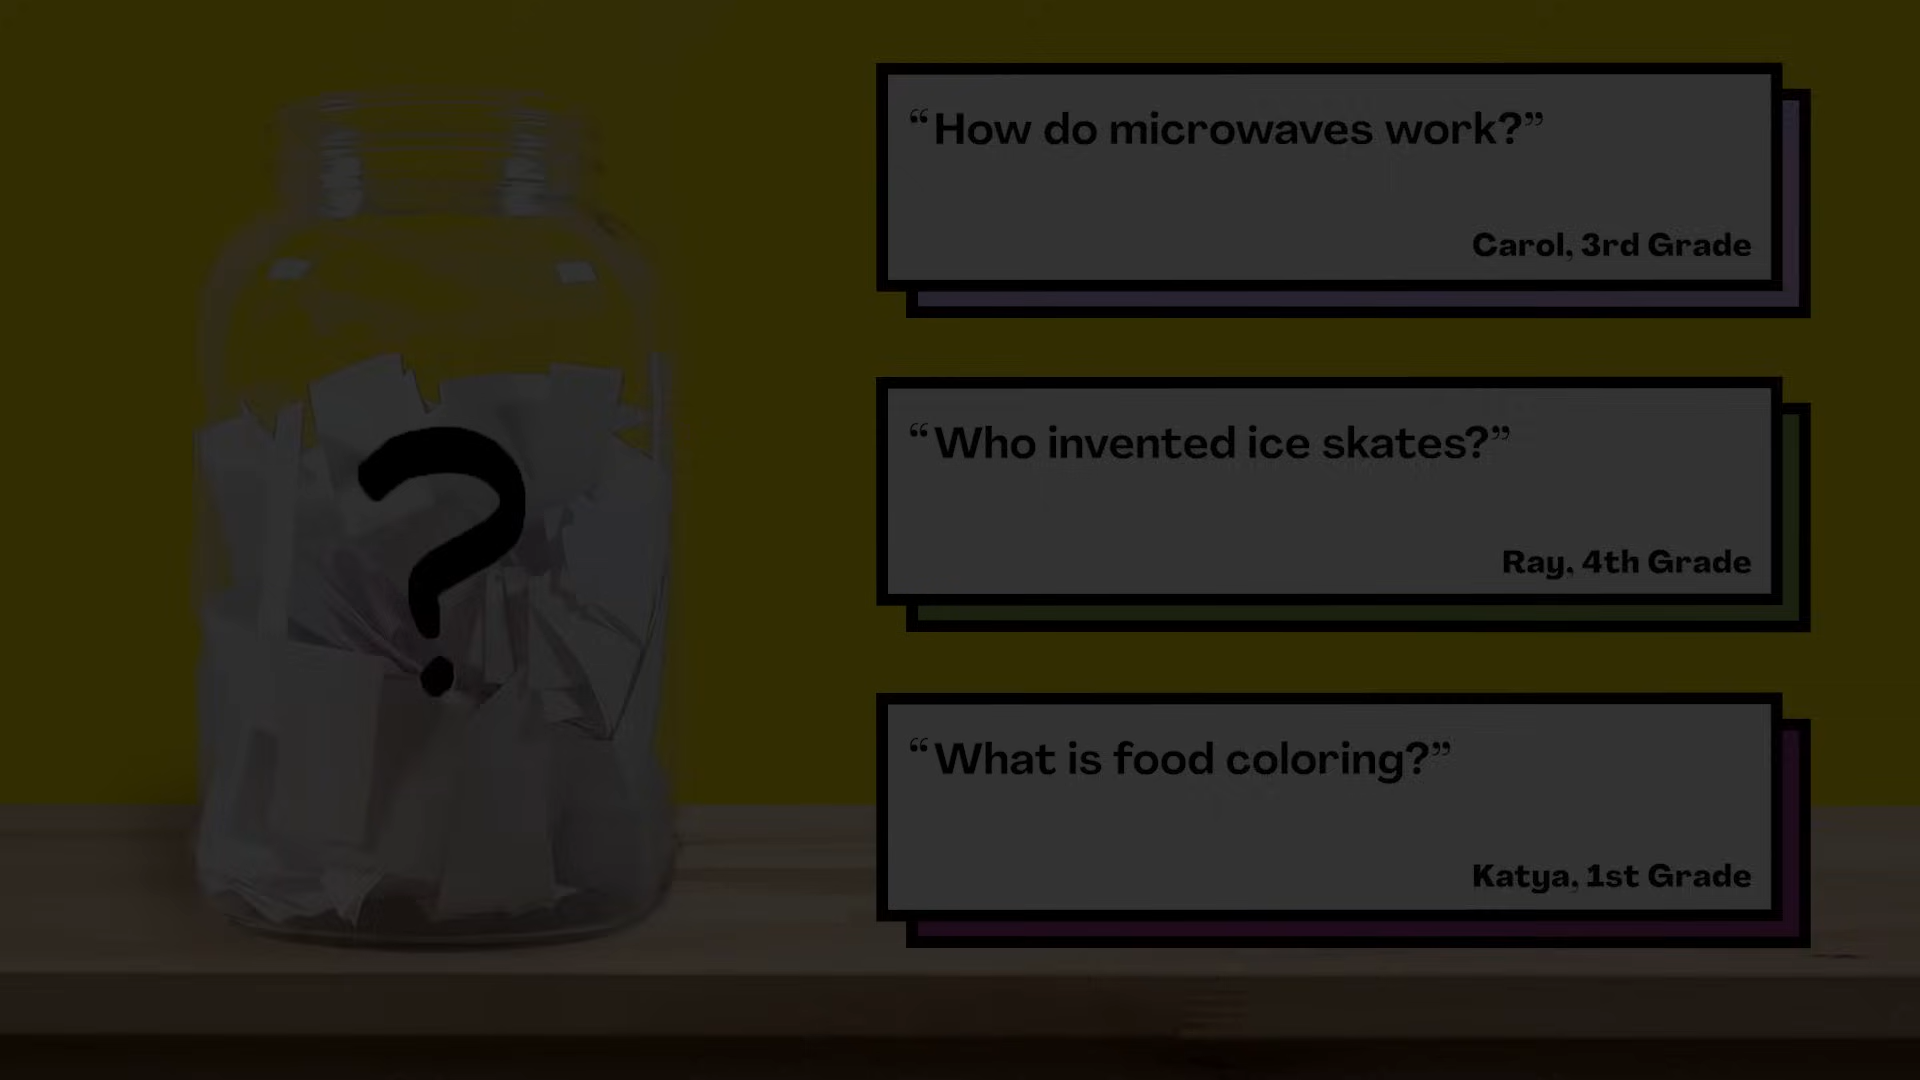 “How do microwaves work?”
Carol, 3rd Grade
“Who invented ice skates?”
Ray, 4th Grade
“What is food coloring?”
Katya, 1st Grade
?